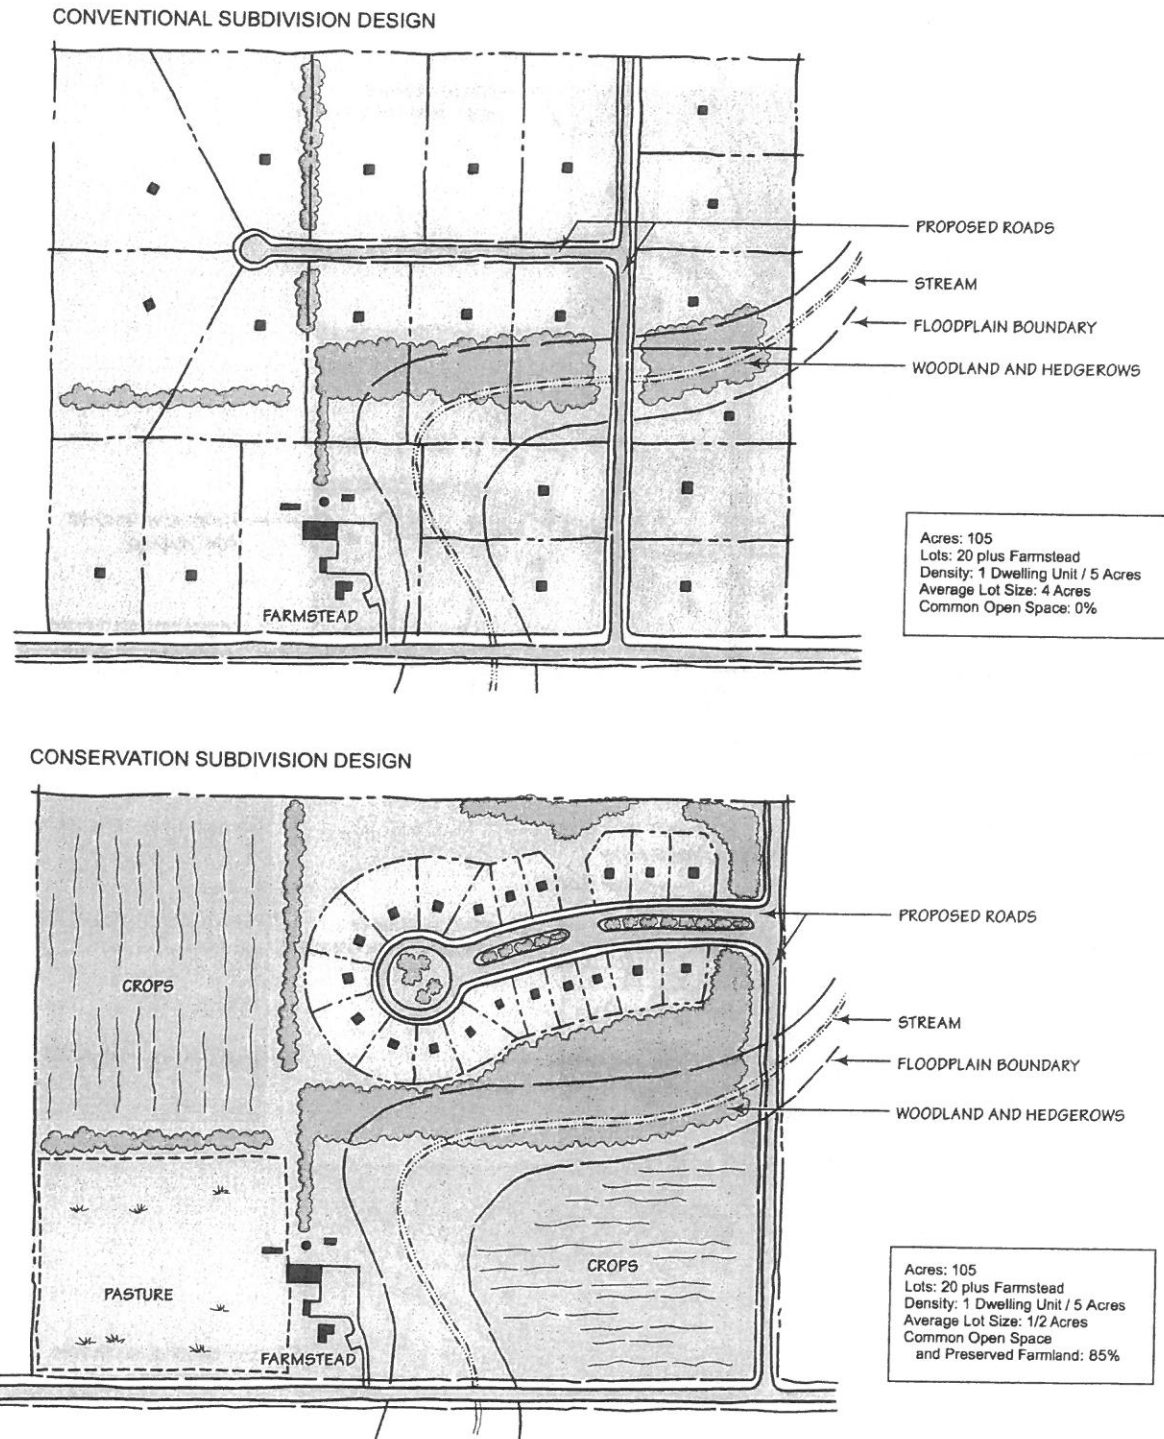 CONVENTIONAL SUBDIVISION DESIGN
PROPOSED ROADS
STREAM
FLOODPLAIN BOUNDARY
WOODLAND AND HEDGEROWS
FARMSTEAD
Acres: 105
Lots: 20 plus Farmstead
Density: 1 Dwelling Unit / 5 Acres
Average Lot Size: 4 Acres
Common Open Space: 0%
CONSERVATION SUBDIVISION DESIGN
PROPOSED ROADS
CROPS
STREAM
FLOODPLAIN BOUNDARY
WOODLAND AND HEDGEROWS
CROPS
PASTURE
FARMSTEAD
Acres: 105
Lots: 20 plus Farmstead
Density: 1 Dwelling Unit / 5 Acres
Average Lot Size: 1/2 Acres
Common Open Space
and Preserved Farmland: 85%